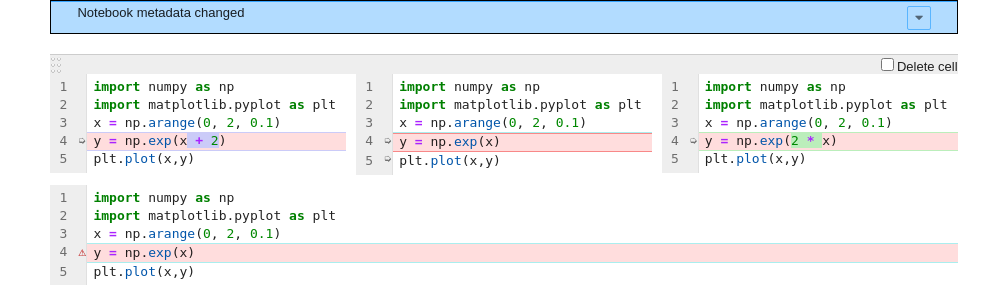 Notebook metadata changed
Delete cell
1 import numpy as np
2 import matplotlib.pyplot as plt
3 x = np.arange(0, 2, 0.1)
4 y = np.exp(x + 2)
5 plt.plot(x,y)
1 import numpy as np
2 import matplotlib.pyplot as plt
3 x = np.arange(0, 2, 0.1)
4 y = np.exp(x)
5 plt.plot(x,y)
1 import numpy as np
2 import matplotlib.pyplot as plt
3 x = np.arange(0, 2, 0.1)
4 y = np.exp(2 * x)
5 plt.plot(x,y)
1 import numpy as np
2 import matplotlib.pyplot as plt
3 x = np.arange(0, 2, 0.1)
4 y = np.exp(x)
5 plt.plot(x,y)